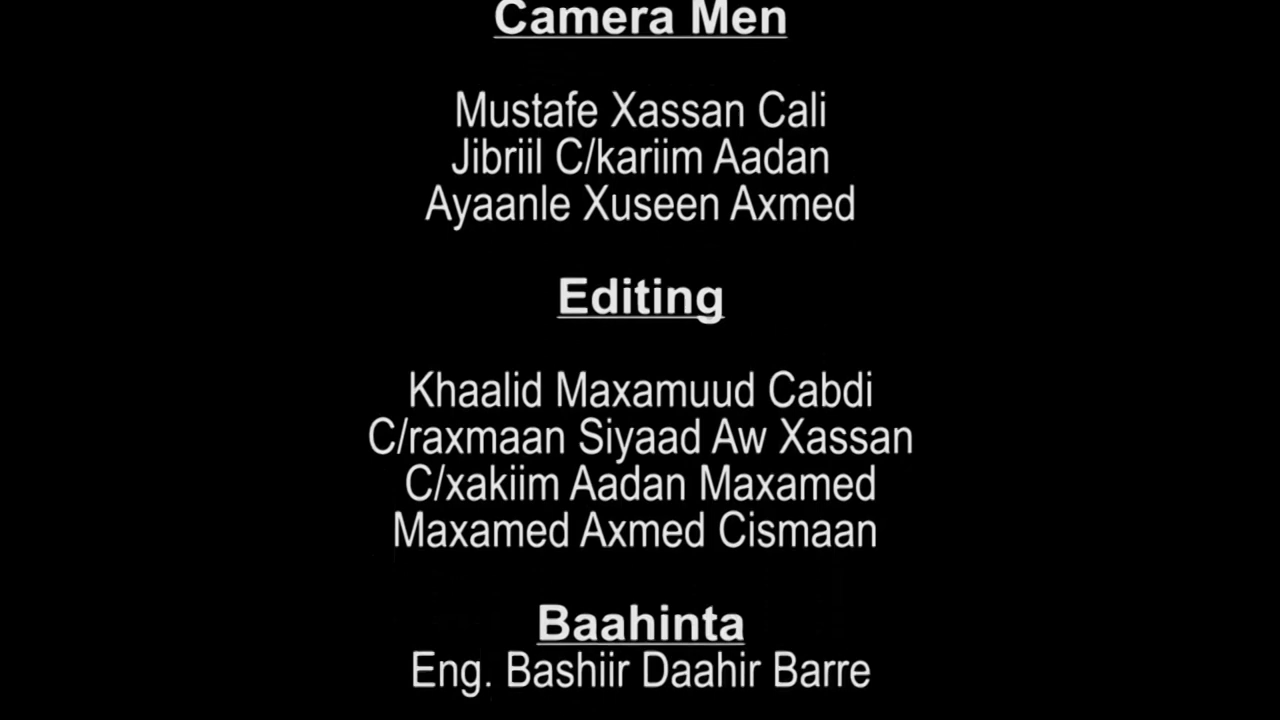 Camera Men
Mustafe Xassan Cali
Jibriil C/kariim Aadan
Ayaanle Xuseen Axmed
Editing
Khaalid Maxamuud Cabdi
C/raxmaan Siyaad Aw Xassan
C/xakiim Aadan Maxamed
Maxamed Axmed Cismaan
Baahinta
Eng. Bashiir Daahir Barre